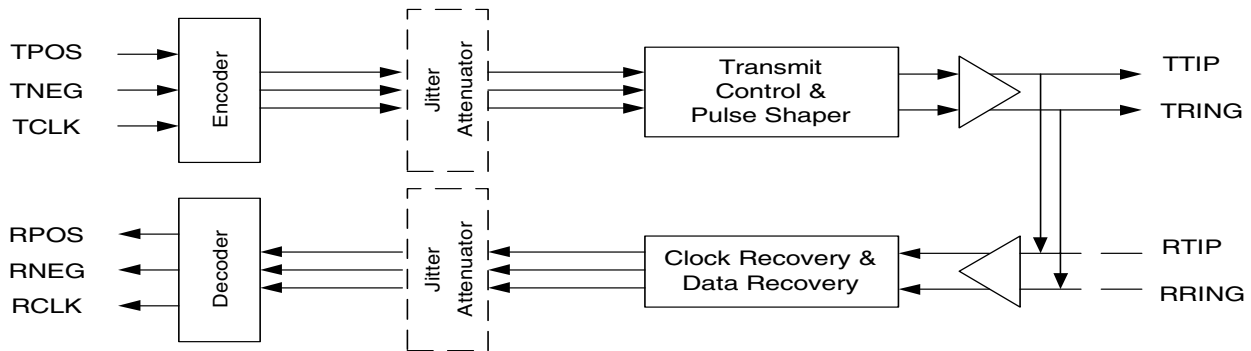 TPOS
TNEG
TCLK
Encoder
Jitter
Attenuator
Transmit
Control &
Pulse Shaper
TTIP
TRING
RPOS
RNEG
RCLK
Decoder
Jitter
Attenuator
Clock Recovery &
Data Recovery
RTIP
RRING